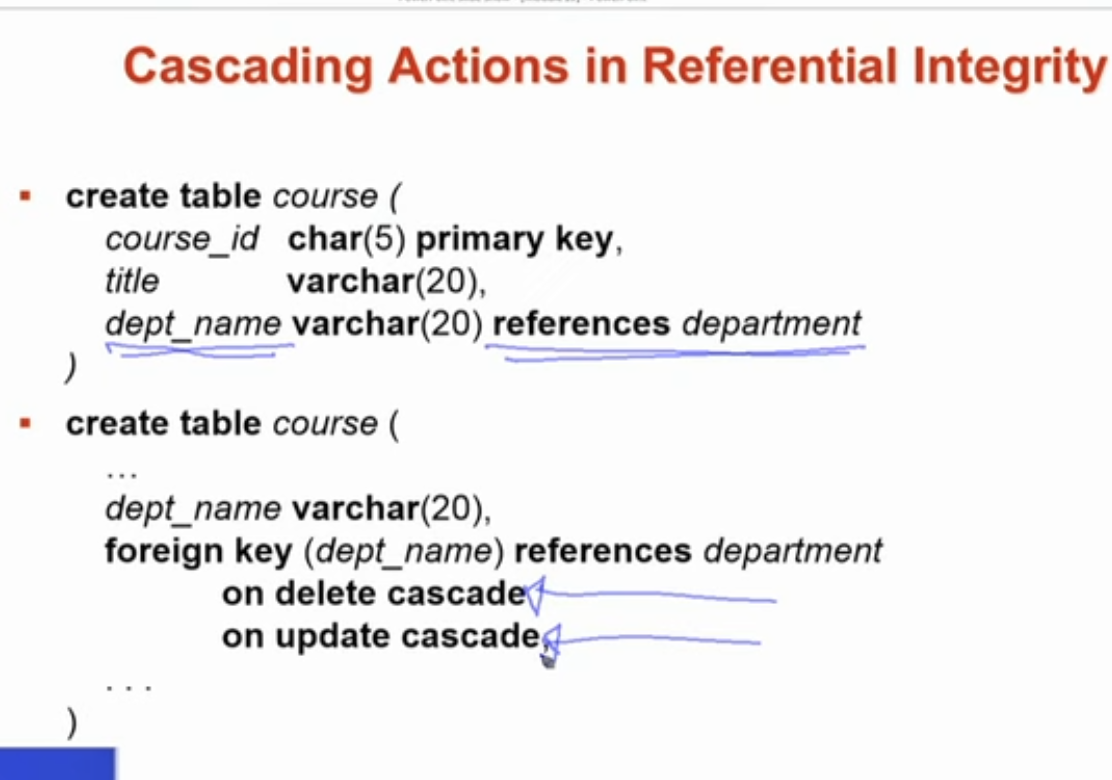 Cascading Actions in Referential Integrity
▪ create table course (
course_id char(5) primary key,
title varchar(20),
dept_name varchar(20) references department
)
▪ create table course (
…
dept_name varchar(20),
foreign key (dept_name) references department
on delete cascade
on update cascade,
. . .
)